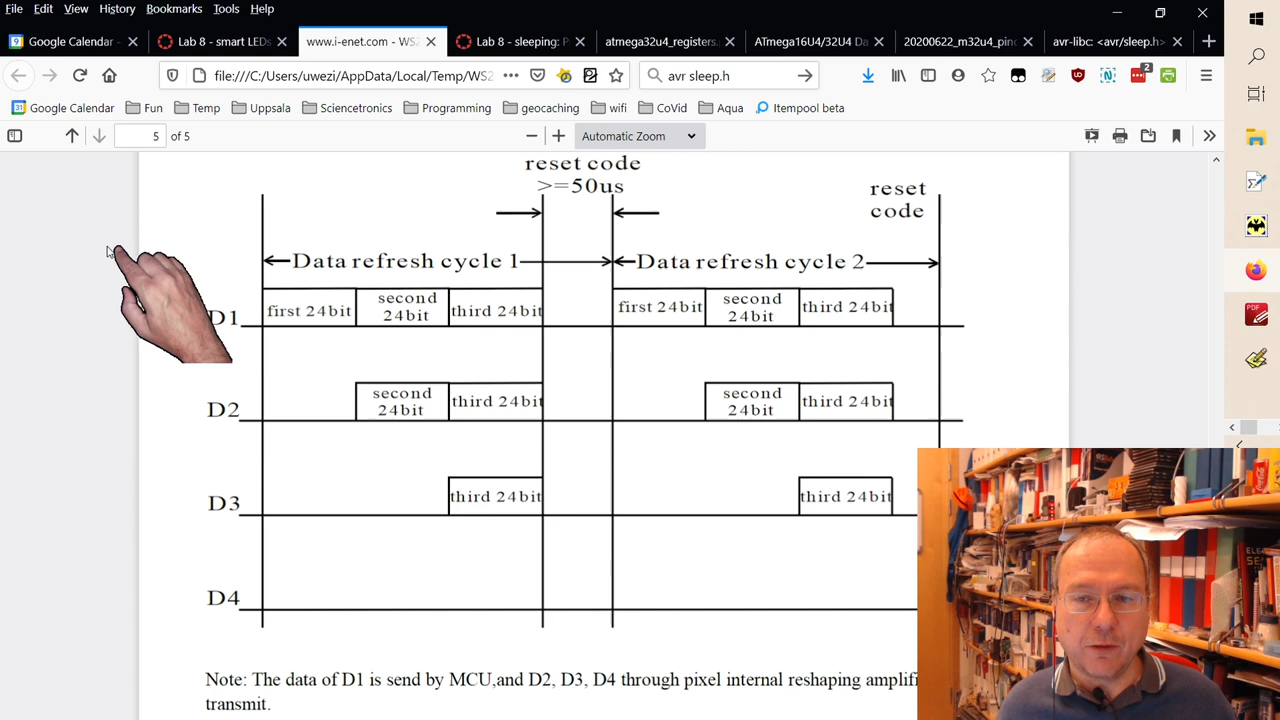 File Edit View History Bookmarks Tools Help
Google Calendar - Lab 8 - smart LEDs www.i-enet.com - WS2 Lab 8 - sleeping: Po atmega32u4_registers. ATmega16U4/32U4 Da 20200622_m32u4_pin avr-libc: <avr/sleep.h>
file:///C:/Users/uwezi/AppData/Local/Temp/WS2 avr sleep.h 2
31 Google Calendar Fun Temp Uppsala Sciencetronics Programming geocaching wifi CoVid Aqua Itempool beta
5 of 5 Automatic Zoom
reset code
>=50us
reset
code
Data refresh cycle 1 Data refresh cycle 2
D1 first 24bit second 24bit third 24bit first 24bit second 24bit third 24bit
D2 second 24bit third 24bit second 24bit third 24bit
D3 third 24bit third 24bit
D4
Note: The data of D1 is send by MCU,and D2, D3, D4 through pixel internal reshaping amplifi
transmit.
PDF